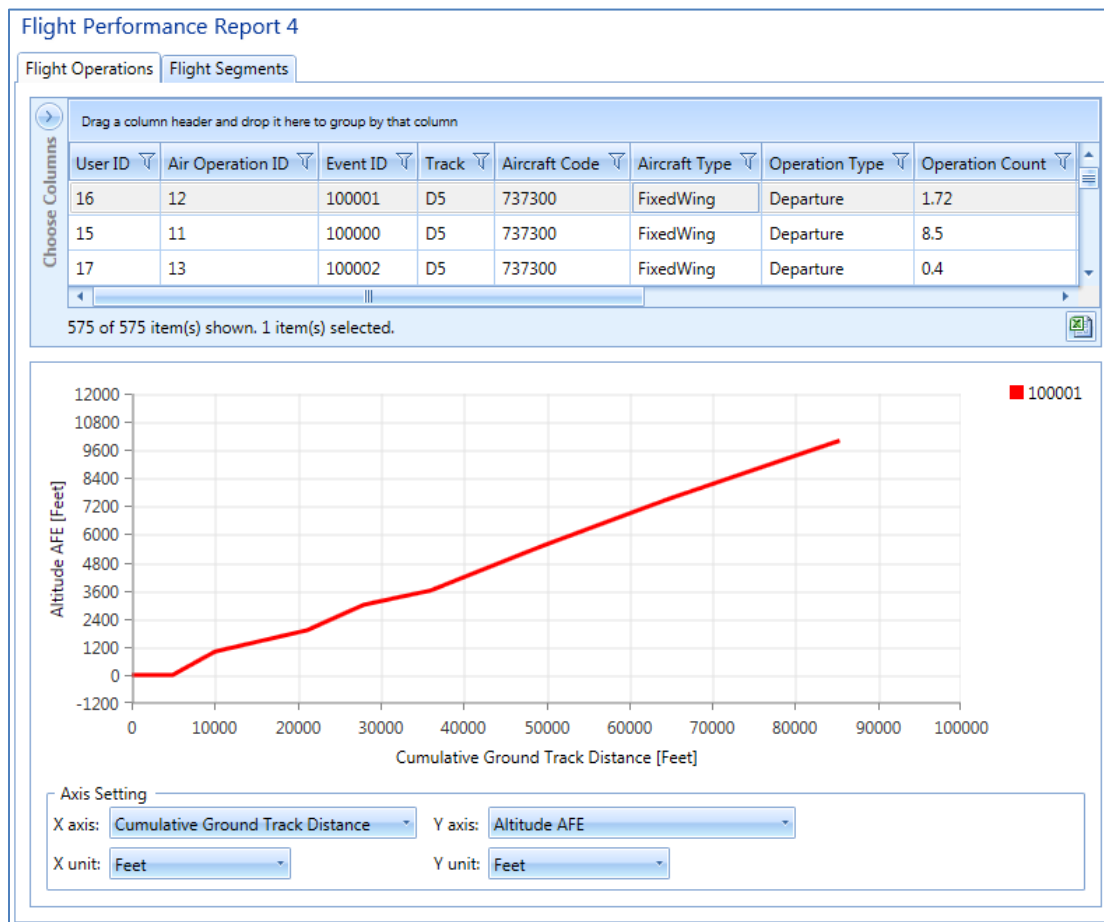 Flight Performance Report 4
Flight Operations Flight Segments
Choose Columns
Drag a column header and drop it here to group by that column
User ID Air Operation ID Event ID Track Aircraft Code Aircraft Type Operation Type Operation Count
16 12 100001 D5 737300 FixedWing Departure 1.72
15 11 100000 D5 737300 FixedWing Departure 8.5
17 13 100002 D5 737300 FixedWing Departure 0.4
575 of 575 item(s) shown. 1 item(s) selected.
100001
Altitude AFE [Feet]
12000
10800
9600
8400
7200
6000
4800
3600
2400
1200
0
-1200
0 10000 20000 30000 40000 50000 60000 70000 80000 90000 100000
Cumulative Ground Track Distance [Feet]
Axis Setting
X axis: Cumulative Ground Track Distance Y axis: Altitude AFE
X unit: Feet Y unit: Feet